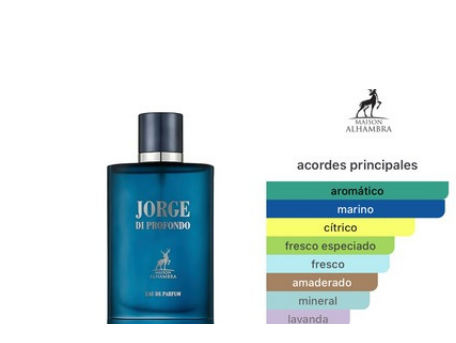 JORGE
DI PROFONDO
MAISON
ALHAMBRA
EAU DE PARFUM
MAISON
ALHAMBRA
acordes principales
aromático
marino
cítrico
fresco especiado
fresco
amaderado
mineral
lavanda